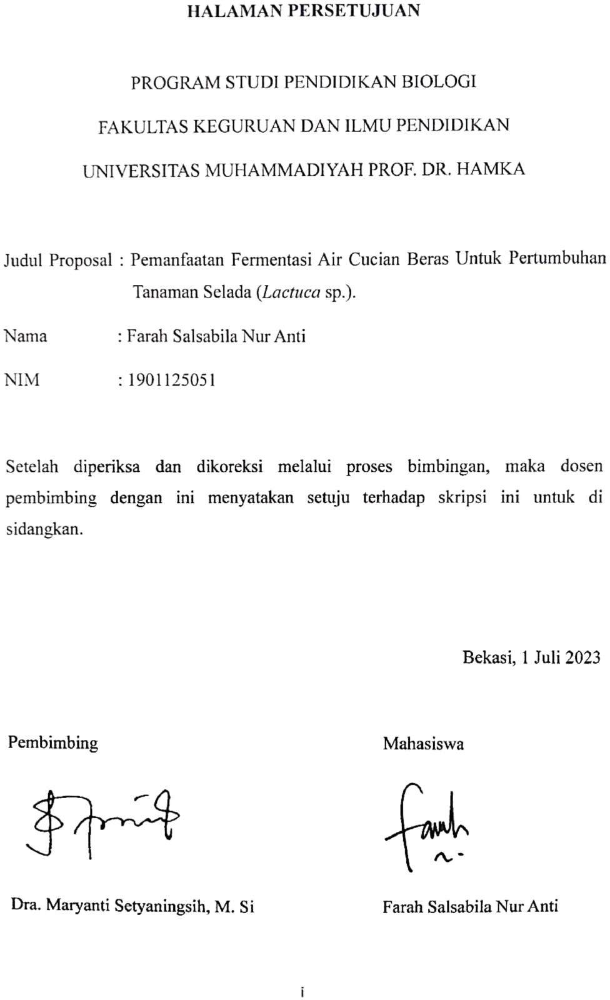 HALAMAN PERSETUJUAN
PROGRAM STUDI PENDIDIKAN BIOLOGI
FAKULTAS KEGURUAN DAN ILMU PENDIDIKAN
UNIVERSITAS MUHAMMADIYAH PROF. DR. HAMKA
Judul Proposal : Pemanfaatan Fermentasi Air Cucian Beras Untuk Pertumbuhan
Tanaman Selada (Lactuca sp.).
Nama : Farah Salsabila Nur Anti
NIM : 1901125051
Setelah diperiksa dan dikoreksi melalui proses bimbingan, maka dosen
pembimbing dengan ini menyatakan setuju terhadap skripsi ini untuk di
sidangkan.
Bekasi, 1 Juli 2023
Pembimbing Mahasiswa
Dra. Maryanti Setyaningsih, M. Si Farah Salsabila Nur Anti
i